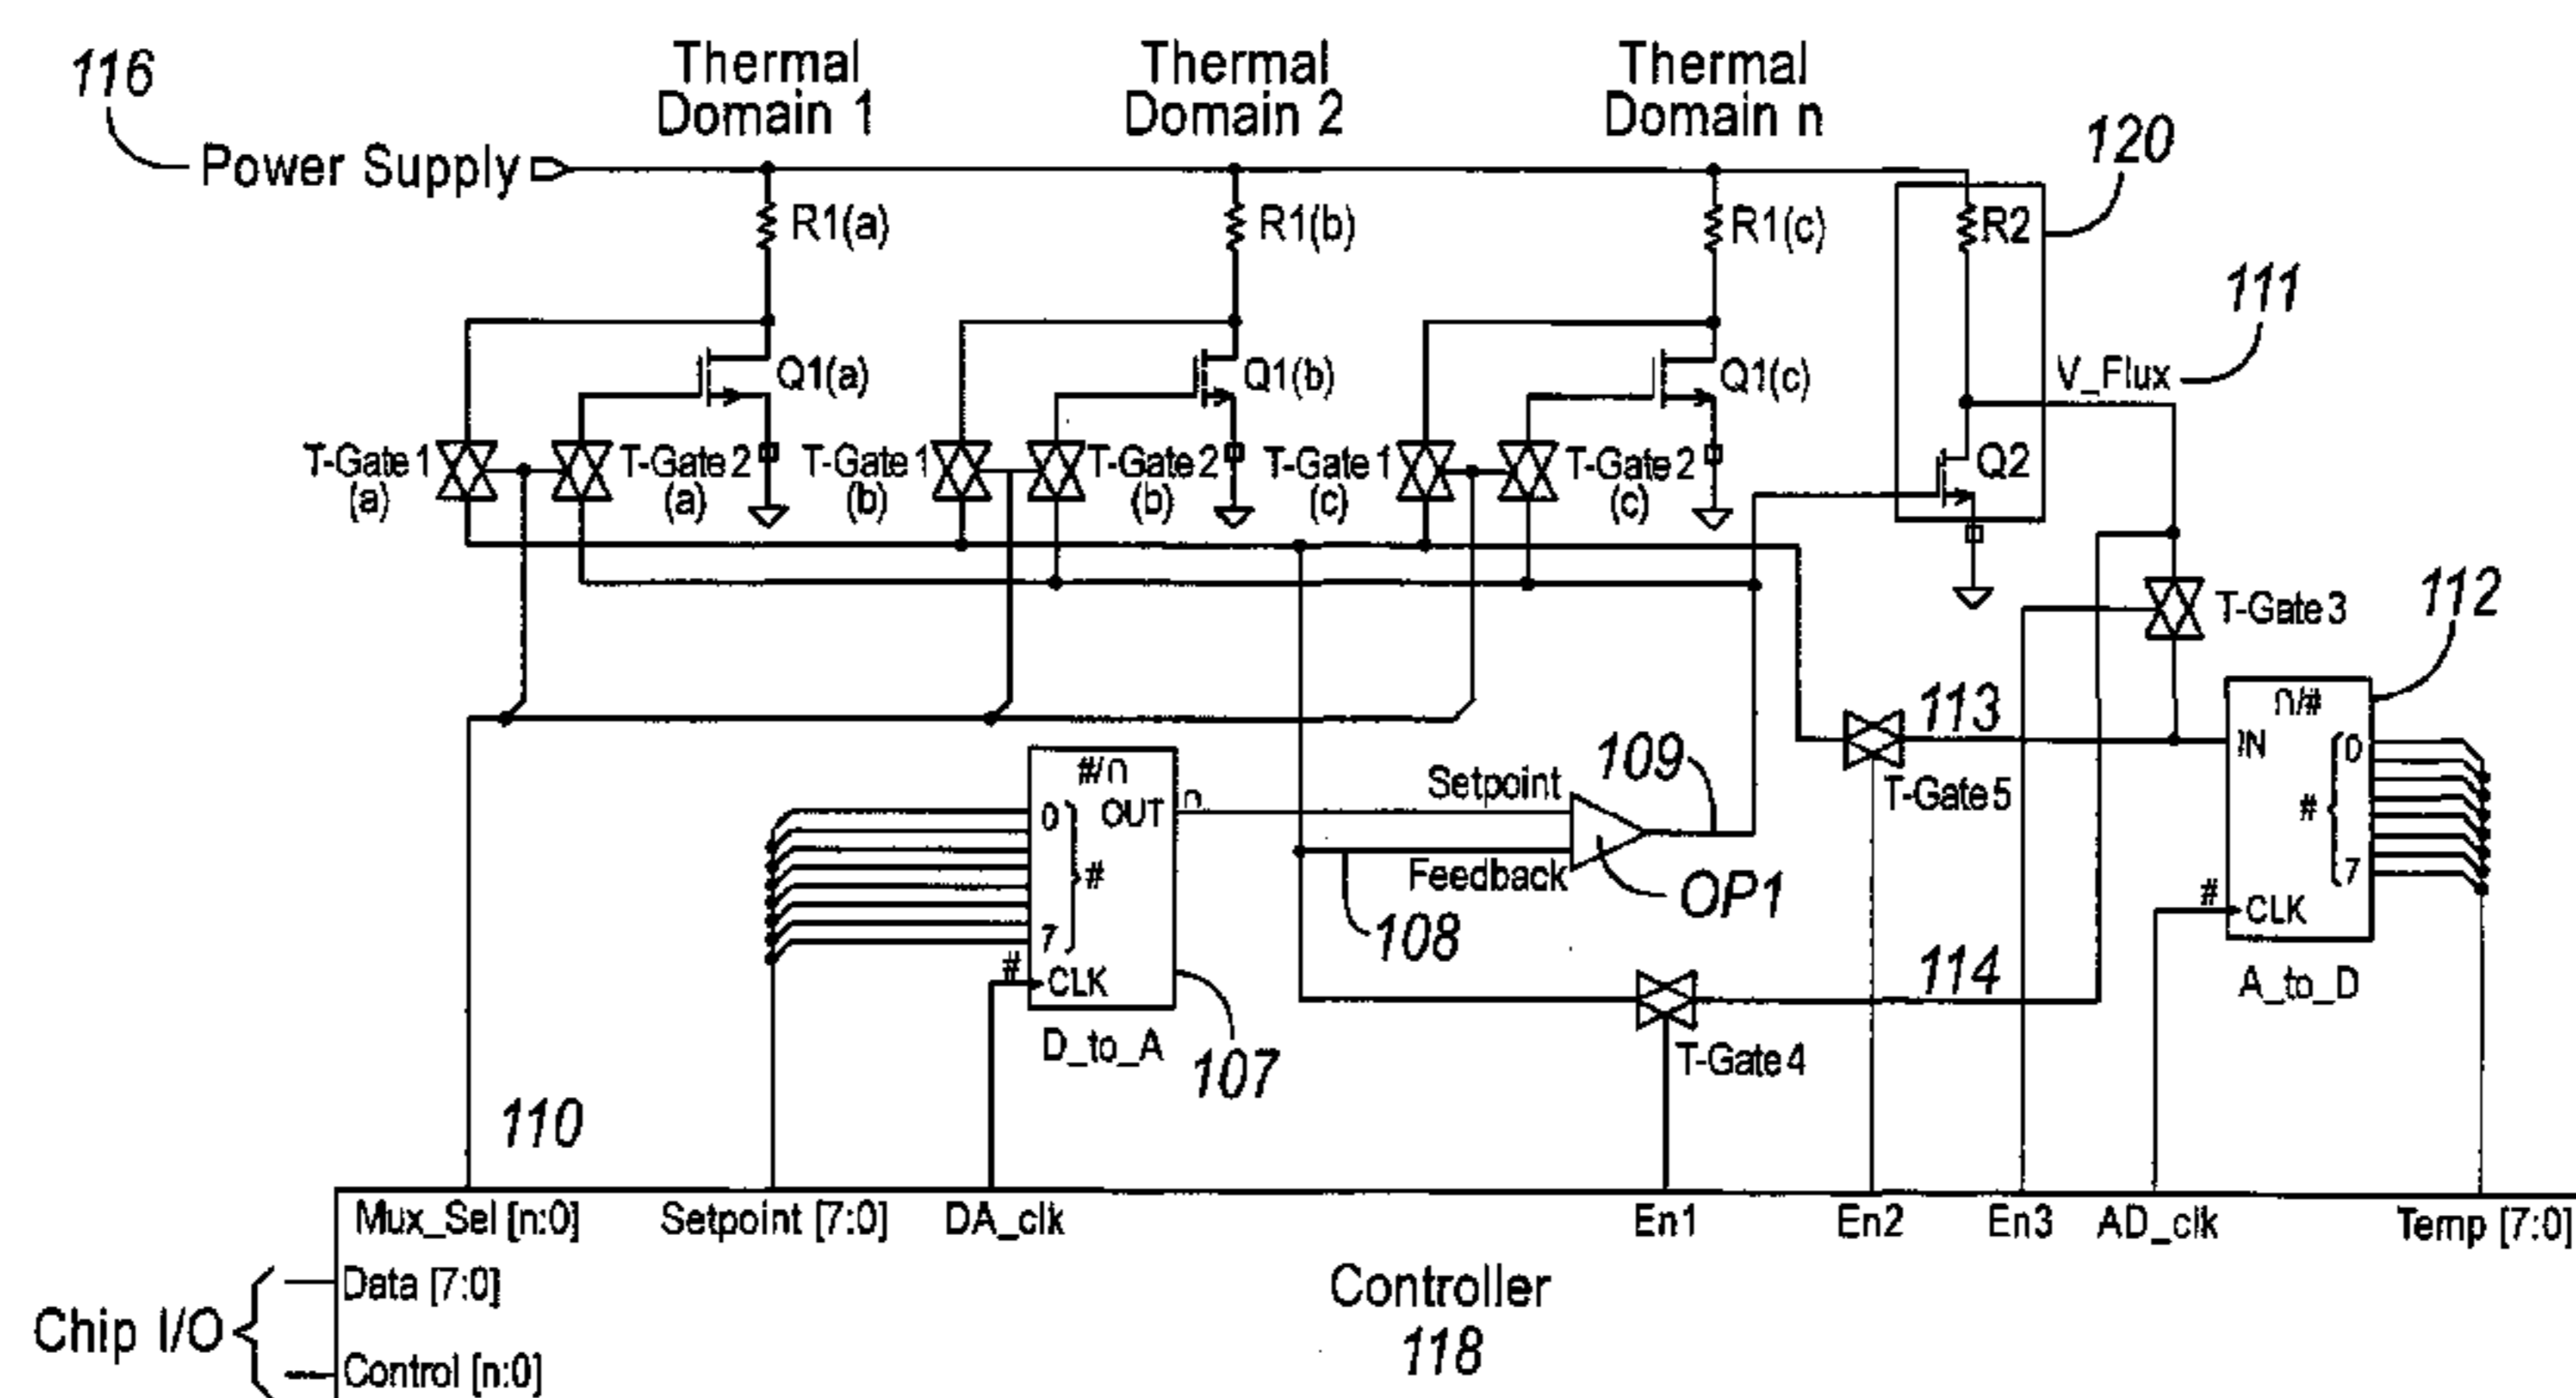 116
Thermal
Domain 1
Thermal
Domain 2
Thermal
Domain n
120
Power Supply
R1(a)
R1(b)
R1(c)
R2
111
V_Flux
Q1(a)
Q1(b)
Q1(c)
Q2
T-Gate 1
(a)
T-Gate 2
(a)
T-Gate 1
(b)
T-Gate 2
(b)
T-Gate 1
(c)
T-Gate 2
(c)
T-Gate 3
112
113
T-Gate 5
n/#
IN
0
#
7
#
CLK
A_to_D
#/n
OUT
n
0
#
7
#
CLK
D_to_A
107
Setpoint
Feedback
109
OP1
108
114
T-Gate 4
110
Mux_Sel [n:0]
Setpoint [7:0]
DA_clk
En1
En2
En3
AD_clk
Temp [7:0]
Chip I/O
Data [7:0]
Control [n:0]
Controller
118